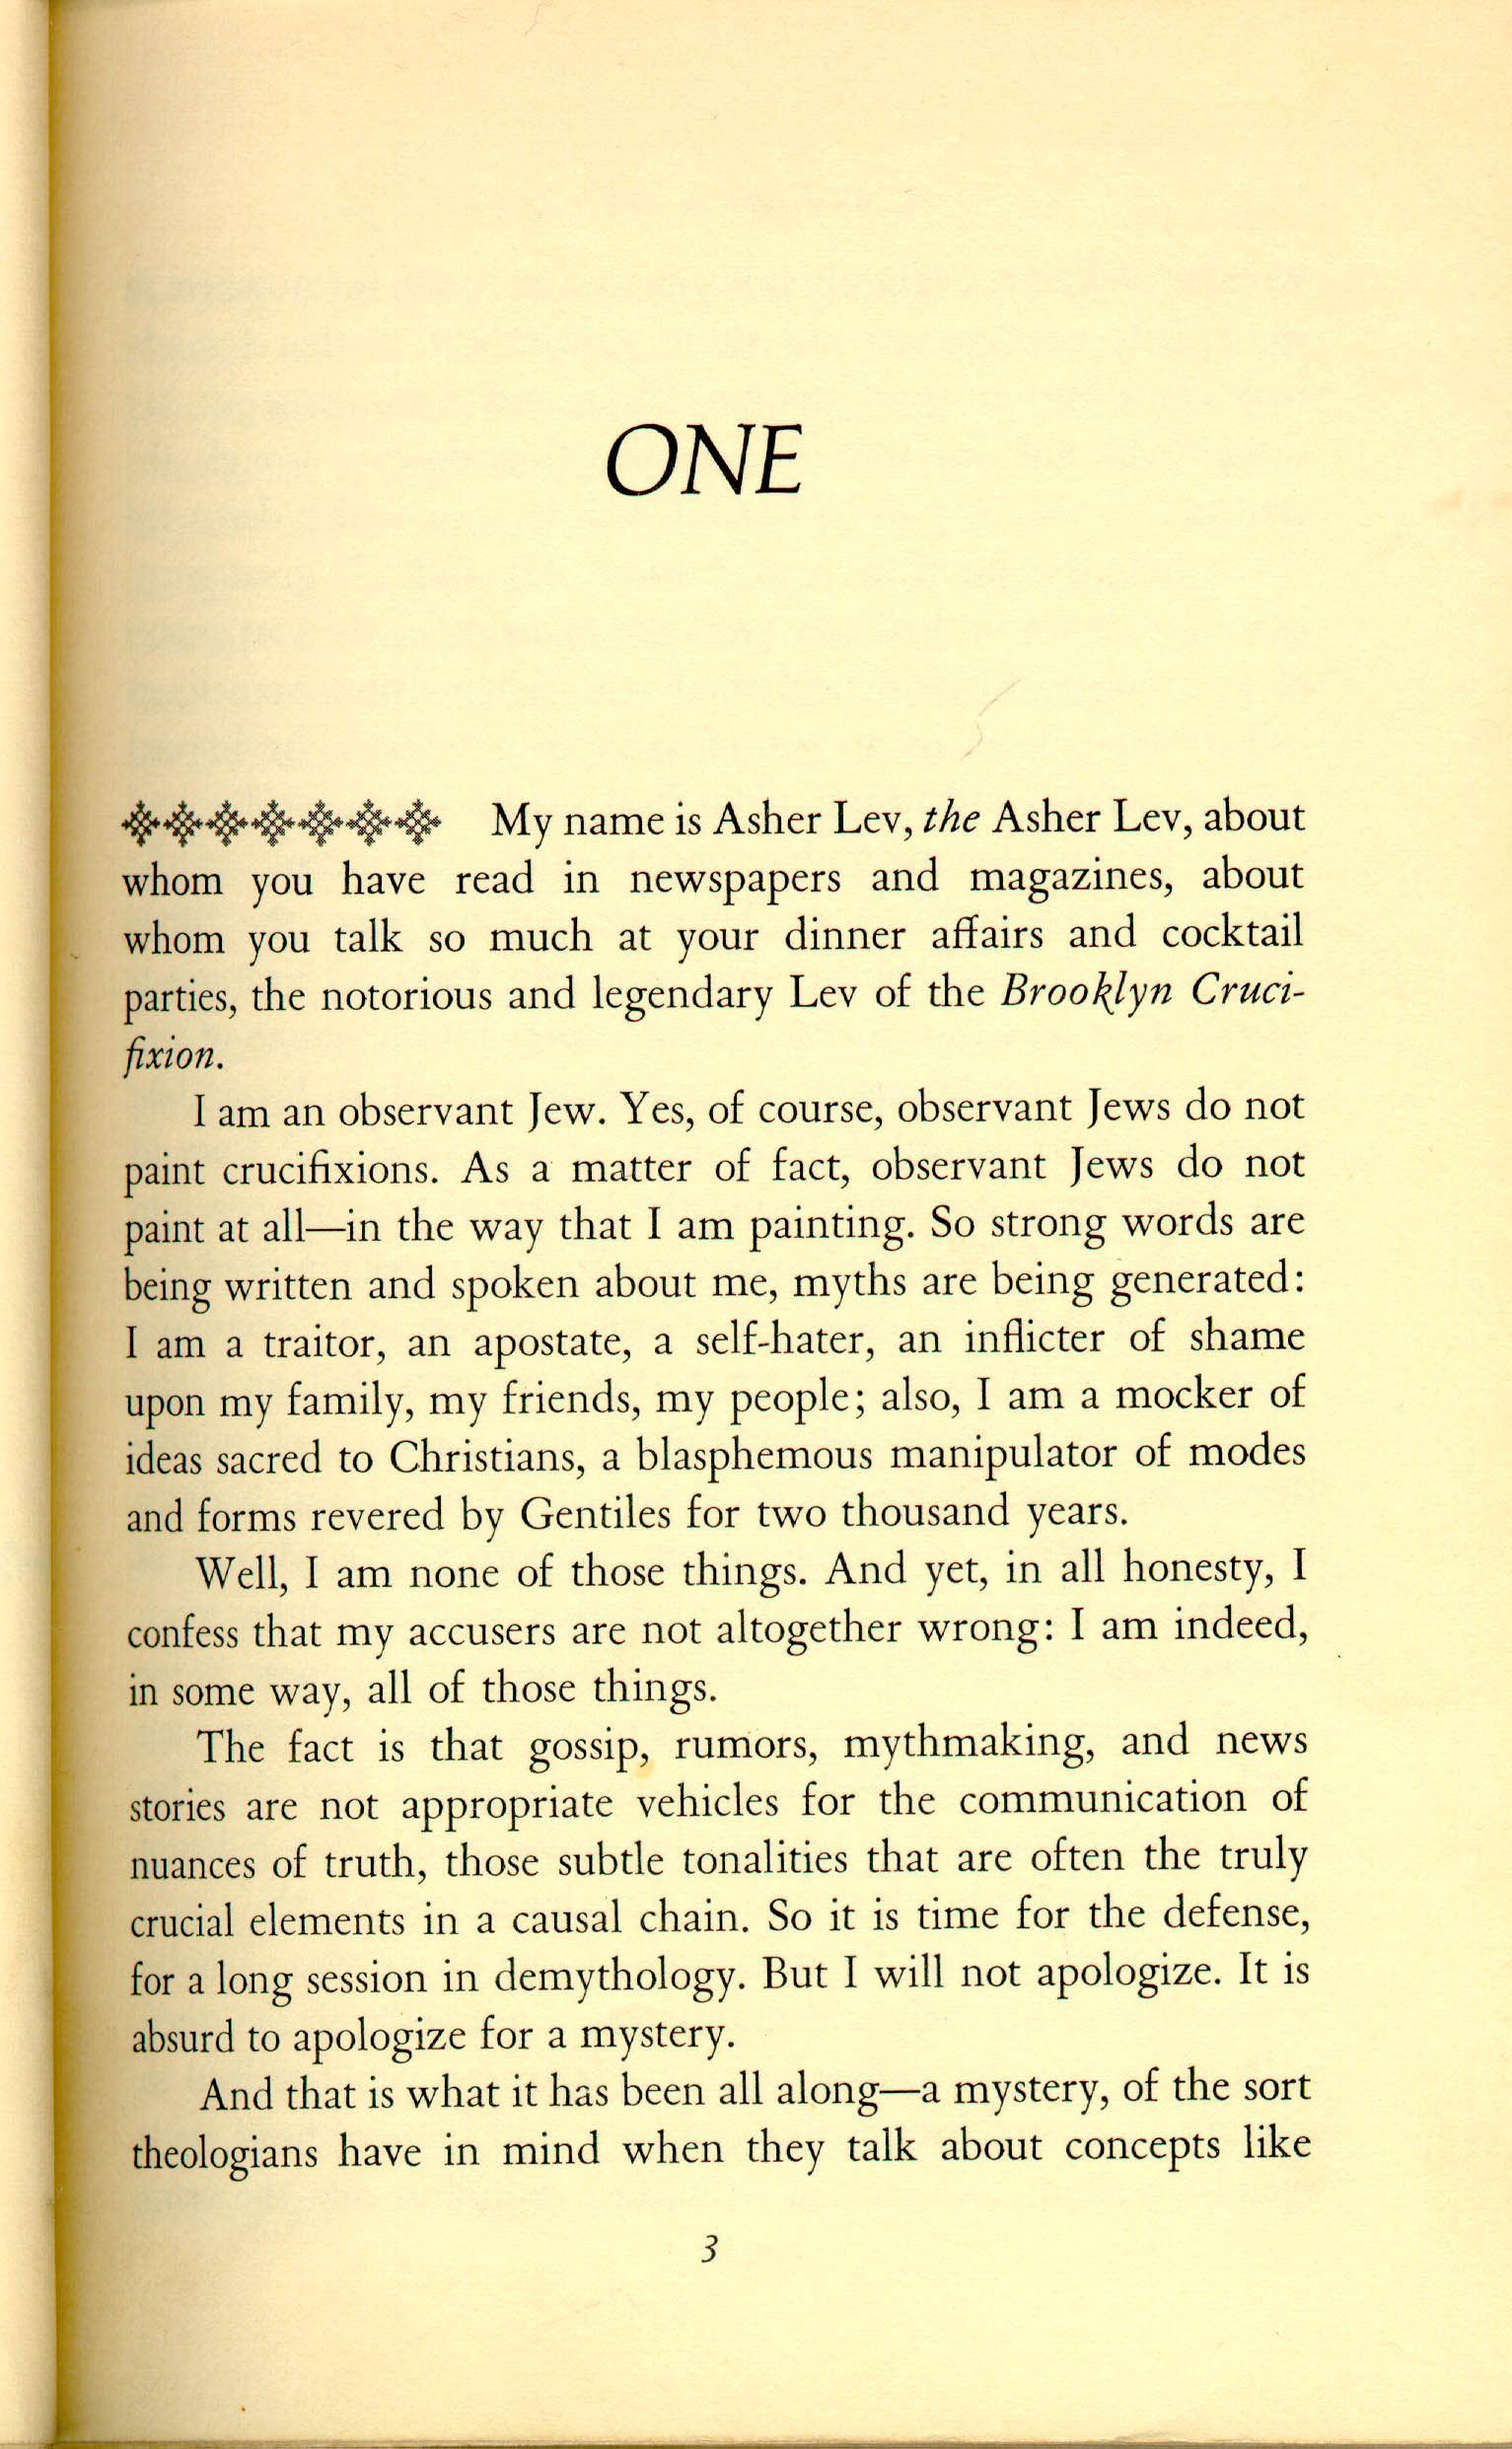 ONE
My name is Asher Lev, the Asher Lev, about
whom you have read in newspapers and magazines, about
whom you talk so much at your dinner affairs and cocktail
parties, the notorious and legendary Lev of the Brooklyn Cruci-
fixion.
I am an observant Jew. Yes, of course, observant Jews do not
paint crucifixions. As a matter of fact, observant Jews do not
paint at all—in the way that I am painting. So strong words are
being written and spoken about me, myths are being generated:
I am a traitor, an apostate, a self-hater, an inflicter of shame
upon my family, my friends, my people; also, I am a mocker of
ideas sacred to Christians, a blasphemous manipulator of modes
and forms revered by Gentiles for two thousand years.
Well, I am none of those things. And yet, in all honesty, I
confess that my accusers are not altogether wrong: I am indeed,
in some way, all of those things.
The fact is that gossip, rumors, mythmaking, and news
stories are not appropriate vehicles for the communication of
nuances of truth, those subtle tonalities that are often the truly
crucial elements in a causal chain. So it is time for the defense,
for a long session in demythology. But I will not apologize. It is
absurd to apologize for a mystery.
And that is what it has been all along—a mystery, of the sort
theologians have in mind when they talk about concepts like
3